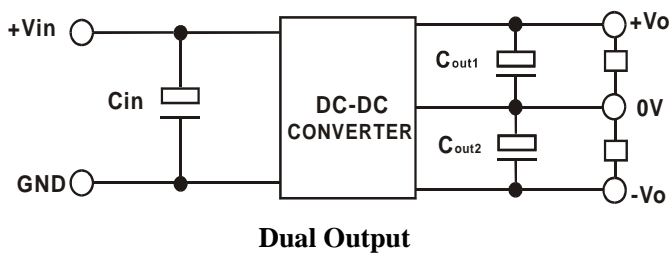 +Vin
Cin
GND
DC-DC
CONVERTER
Cout1
Cout2
+Vo
0V
-Vo
Dual Output